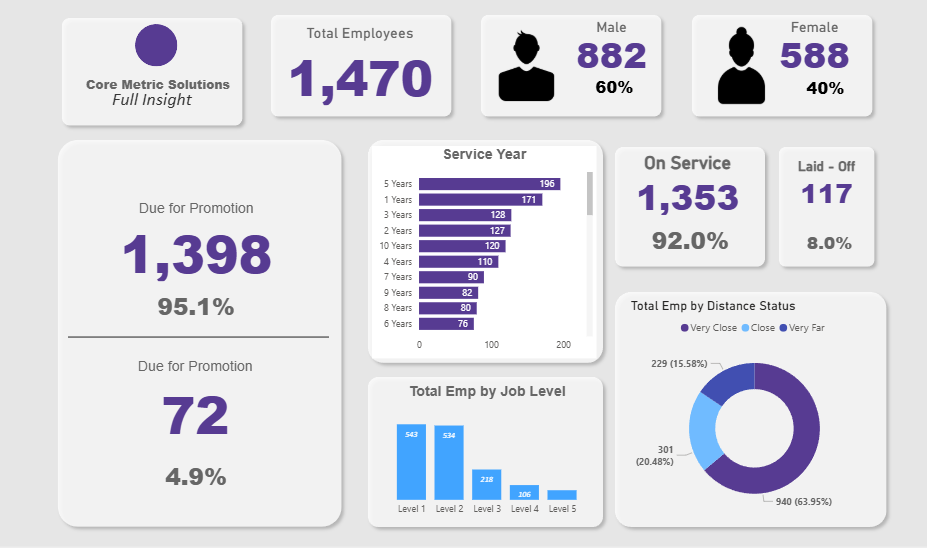 Core Metric Solutions
Full Insight
Total Employees
1,470
Male
882
60%
Female
588
40%
Due for Promotion
1,398
95.1%
Due for Promotion
72
4.9%
Service Year
5 Years 196
1 Years 171
3 Years 128
2 Years 127
10 Years 120
4 Years 110
7 Years 90
9 Years 82
8 Years 80
6 Years 76
0 100 200
On Service
1,353
92.0%
Laid - Off
117
8.0%
Total Emp by Job Level
543 534 218 106
Level 1 Level 2 Level 3 Level 4 Level 5
Total Emp by Distance Status
Very Close Close Very Far
229 (15.58%)
301
(20.48%)
940 (63.95%)